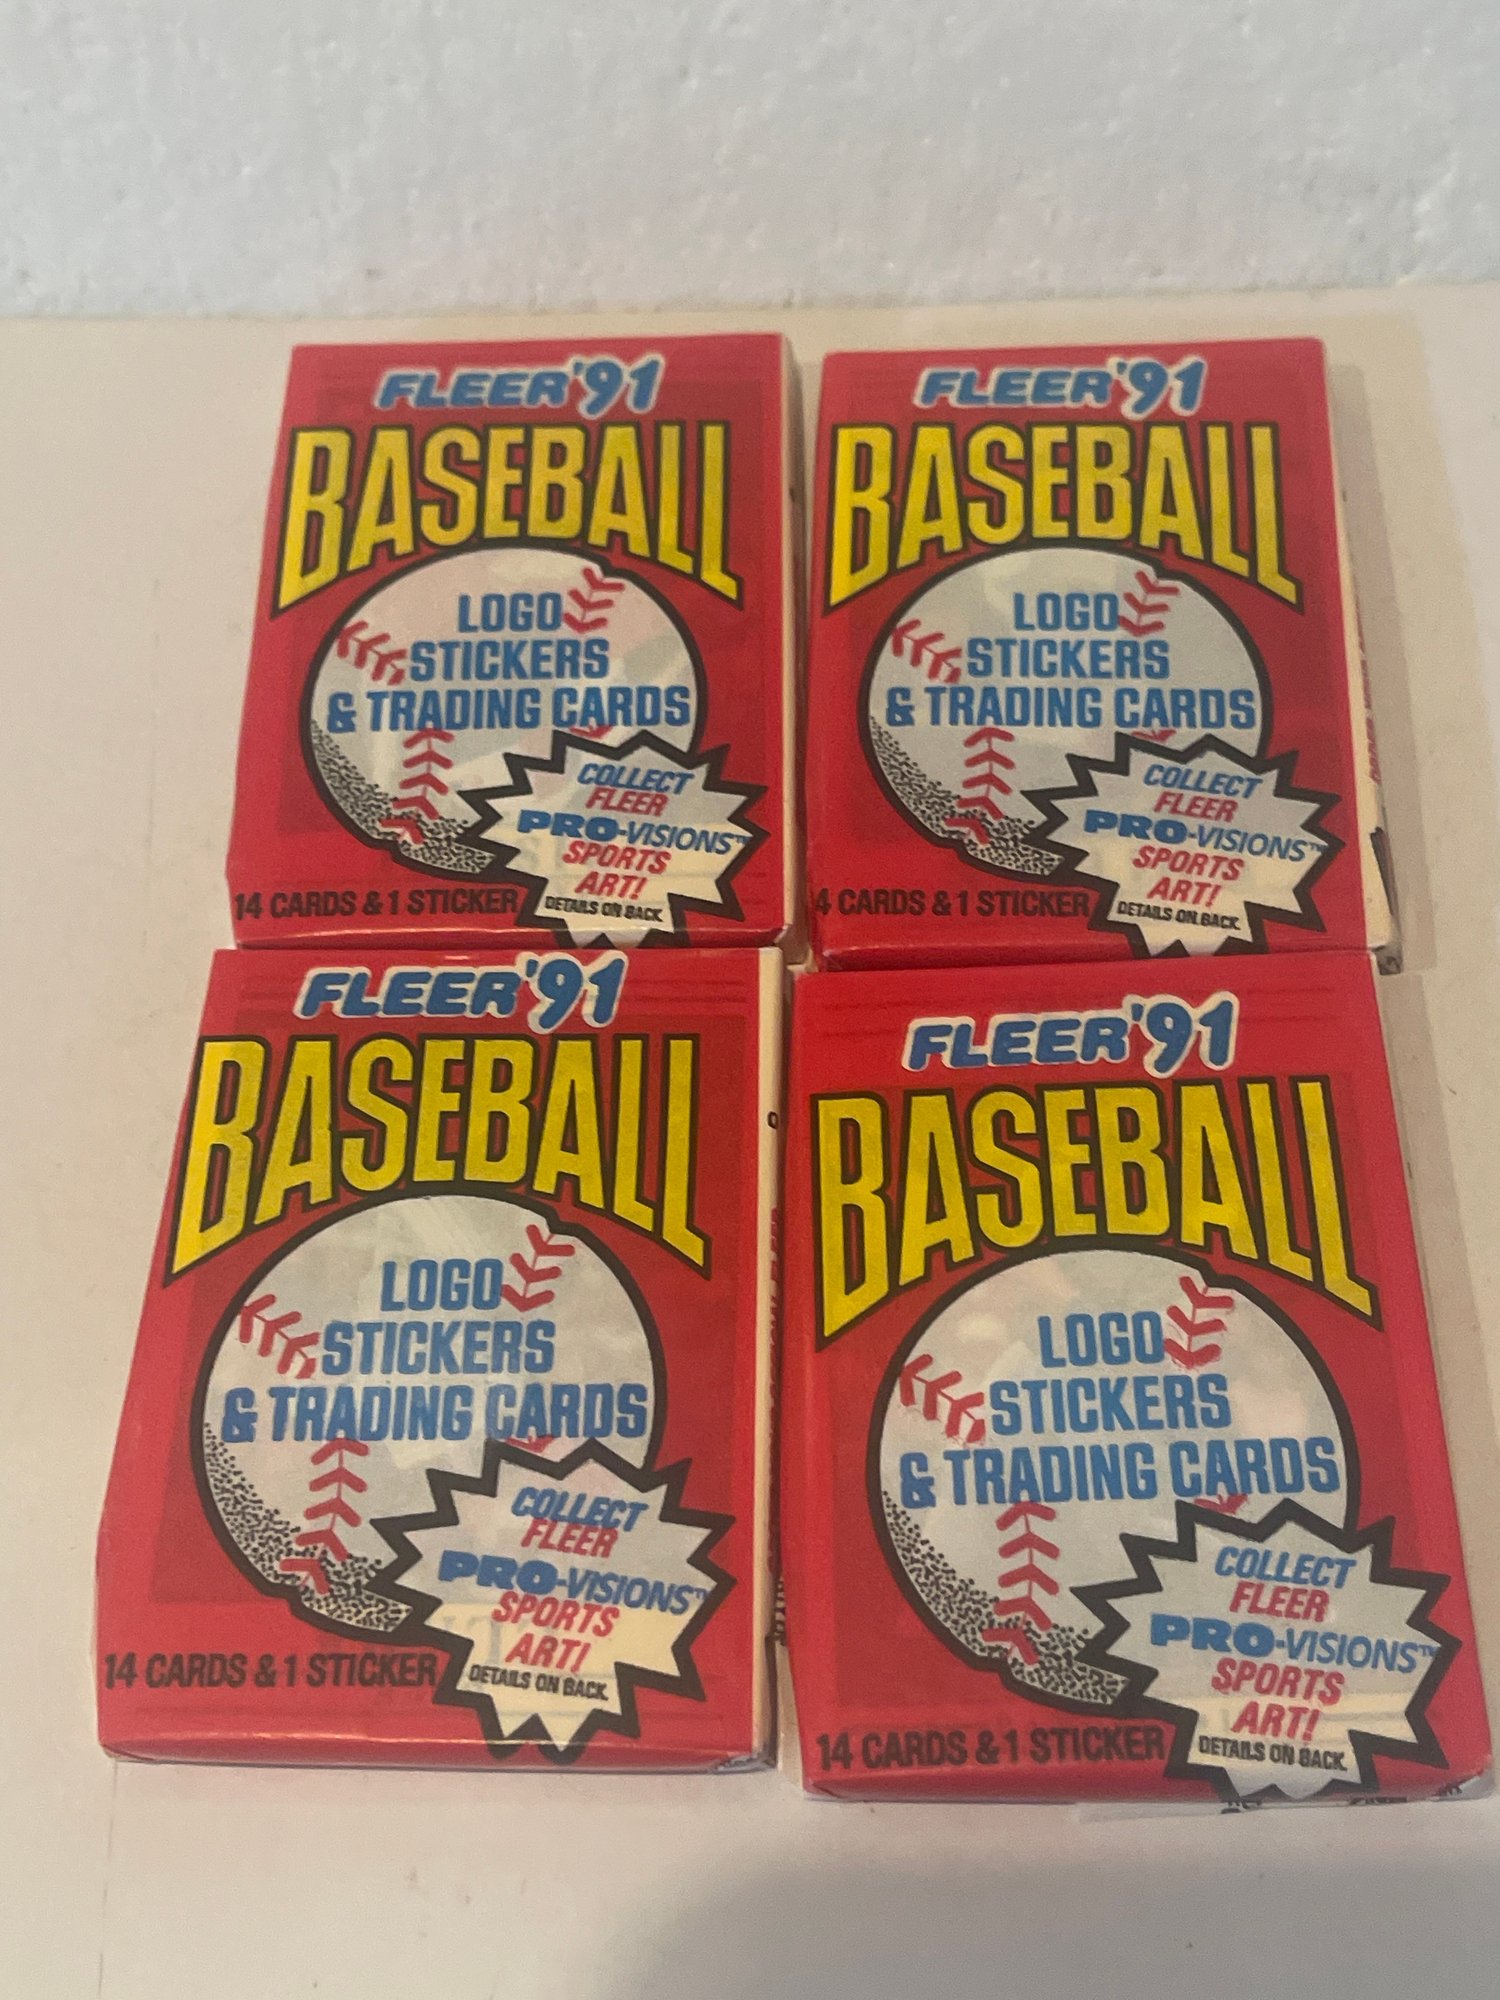 FLEER '91
BASEBALL
LOGO
STICKERS
& TRADING CARDS
COLLECT
FLEER
PRO-VISIONS™
SPORTS
ART!
DETAILS ON BACK
14 CARDS & 1 STICKER
FLEER '91
BASEBALL
LOGO
STICKERS
& TRADING CARDS
COLLECT
FLEER
PRO-VISIONS™
SPORTS
ART!
DETAILS ON BACK
4 CARDS & 1 STICKER
FLEER '91
BASEBALL
LOGO
STICKERS
& TRADING CARDS
COLLECT
FLEER
PRO-VISIONS™
SPORTS
ART!
DETAILS ON BACK
14 CARDS & 1 STICKER
FLEER '91
BASEBALL
LOGO
STICKERS
& TRADING CARDS
COLLECT
FLEER
PRO-VISIONS™
SPORTS
ART!
DETAILS ON BACK
14 CARDS & 1 STICKER